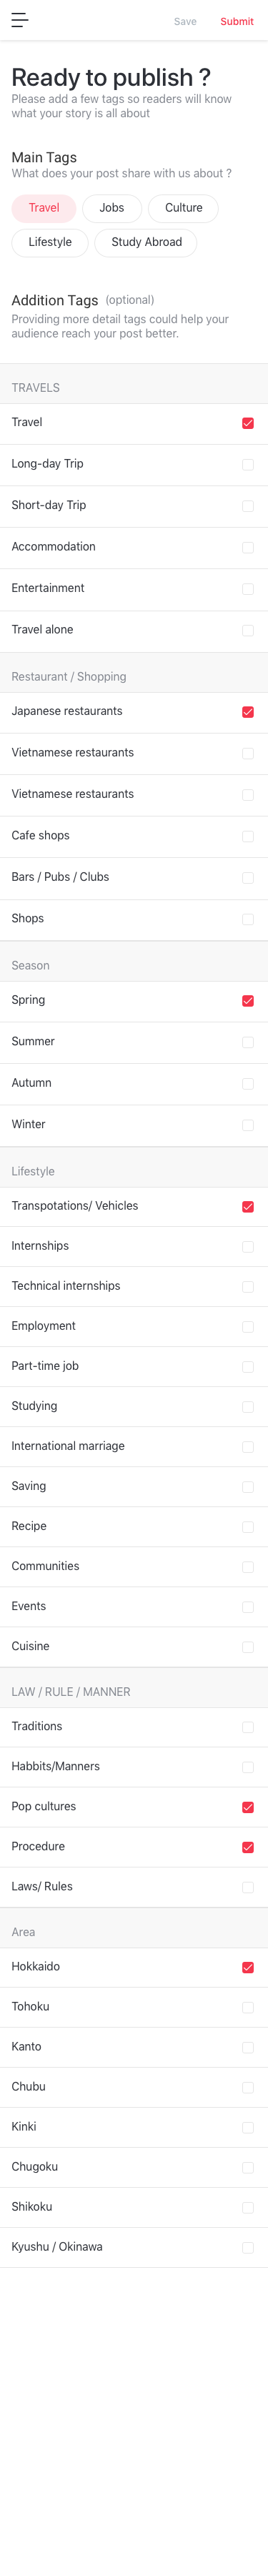 Save Submit
Ready to publish ?
Please add a few tags so readers will know
what your story is all about
Main Tags
What does your post share with us about ?
Travel Jobs Culture
Lifestyle Study Abroad
Addition Tags (optional)
Providing more detail tags could help your
audience reach your post better.
TRAVELS
Travel
Long-day Trip
Short-day Trip
Accommodation
Entertainment
Travel alone
Restaurant / Shopping
Japanese restaurants
Vietnamese restaurants
Vietnamese restaurants
Cafe shops
Bars / Pubs / Clubs
Shops
Season
Spring
Summer
Autumn
Winter
Lifestyle
Transpotations/ Vehicles
Internships
Technical internships
Employment
Part-time job
Studying
International marriage
Saving
Recipe
Communities
Events
Cuisine
LAW / RULE / MANNER
Traditions
Habbits/Manners
Pop cultures
Procedure
Laws/ Rules
Area
Hokkaido
Tohoku
Kanto
Chubu
Kinki
Chugoku
Shikoku
Kyushu / Okinawa